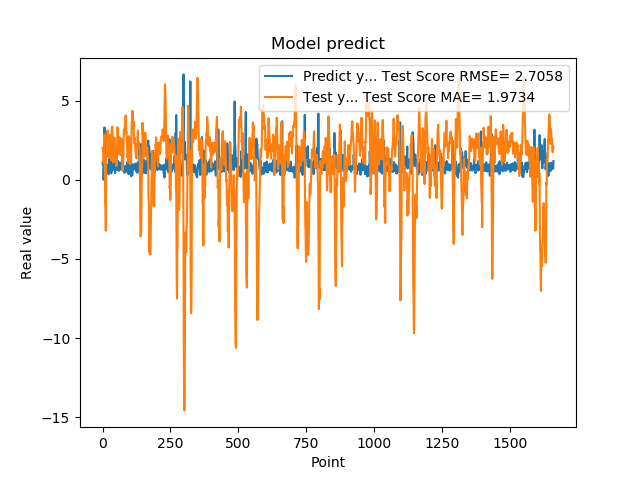 Model predict
Predict y... Test Score RMSE= 2.7058
Test y... Test Score MAE= 1.9734
5
0
−5
−10
−15
Real value
0 250 500 750 1000 1250 1500
Point